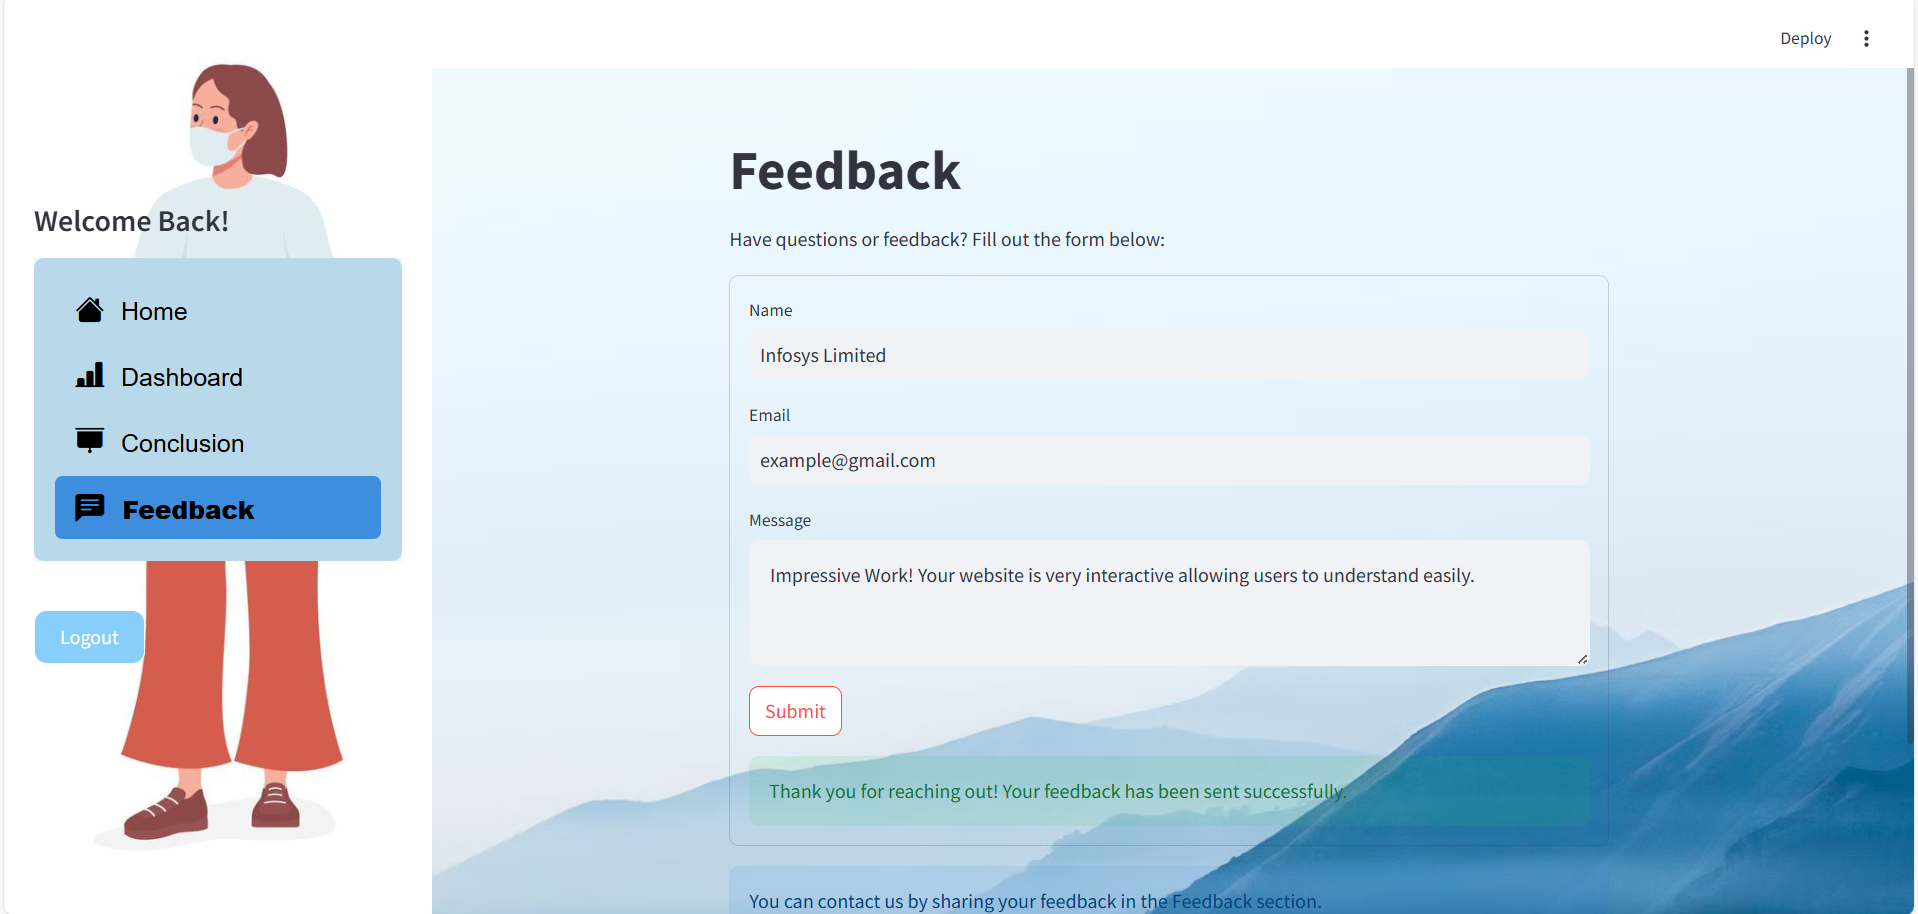 Deploy
Welcome Back!
Home
Dashboard
Conclusion
Feedback
Logout
Feedback
Have questions or feedback? Fill out the form below:
Name
Infosys Limited
Email
example@gmail.com
Message
Impressive Work! Your website is very interactive allowing users to understand easily.
Submit
Thank you for reaching out! Your feedback has been sent successfully.
You can contact us by sharing your feedback in the Feedback section.